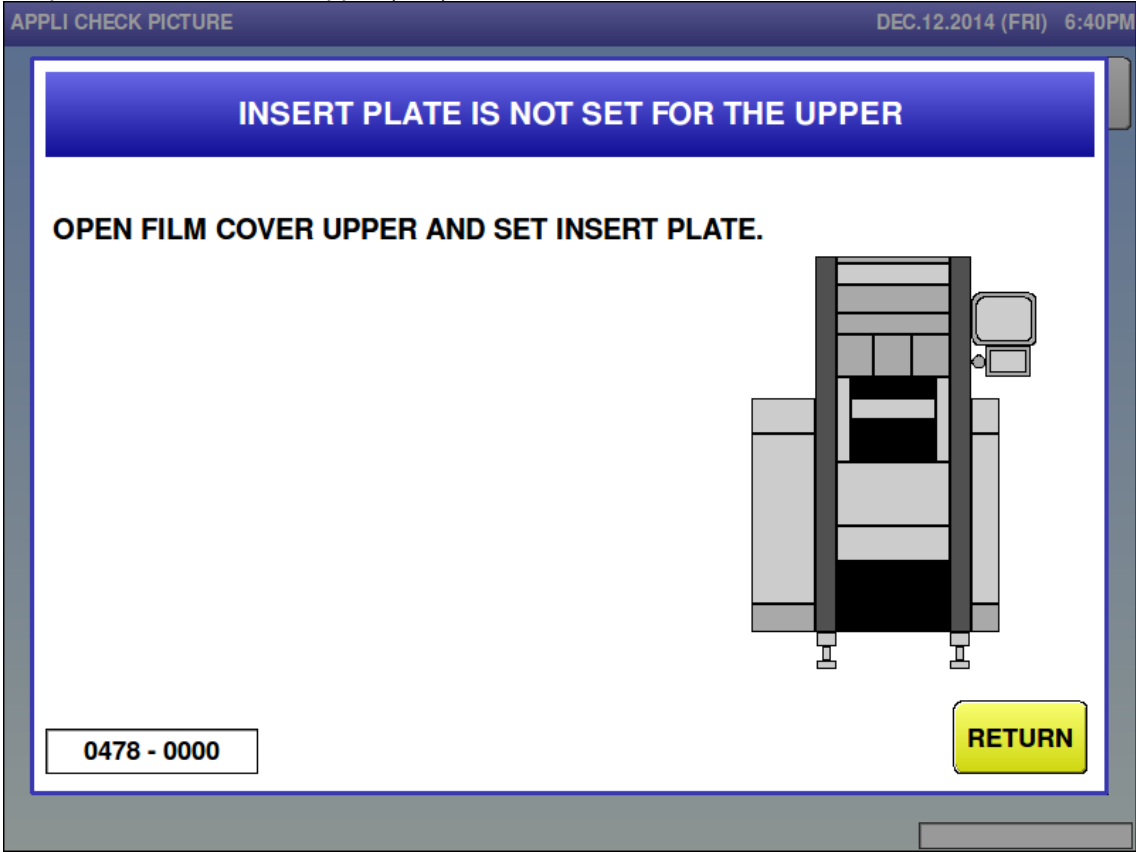 APPLI CHECK PICTURE DEC.12.2014 (FRI) 6:40PM
INSERT PLATE IS NOT SET FOR THE UPPER
OPEN FILM COVER UPPER AND SET INSERT PLATE.
0478 - 0000
RETURN